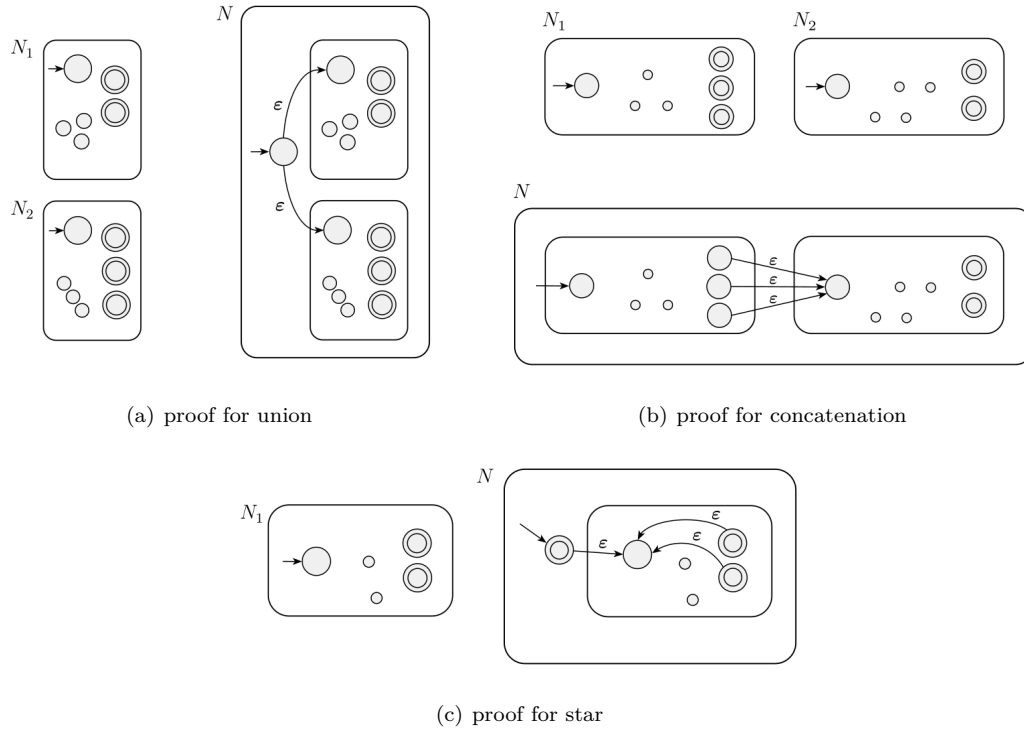 N₁
N₂
N
ε
ε
(a) proof for union
N₁
N₂
N
ε
ε
ε
(b) proof for concatenation
N₁
N
ε
ε
ε
(c) proof for star